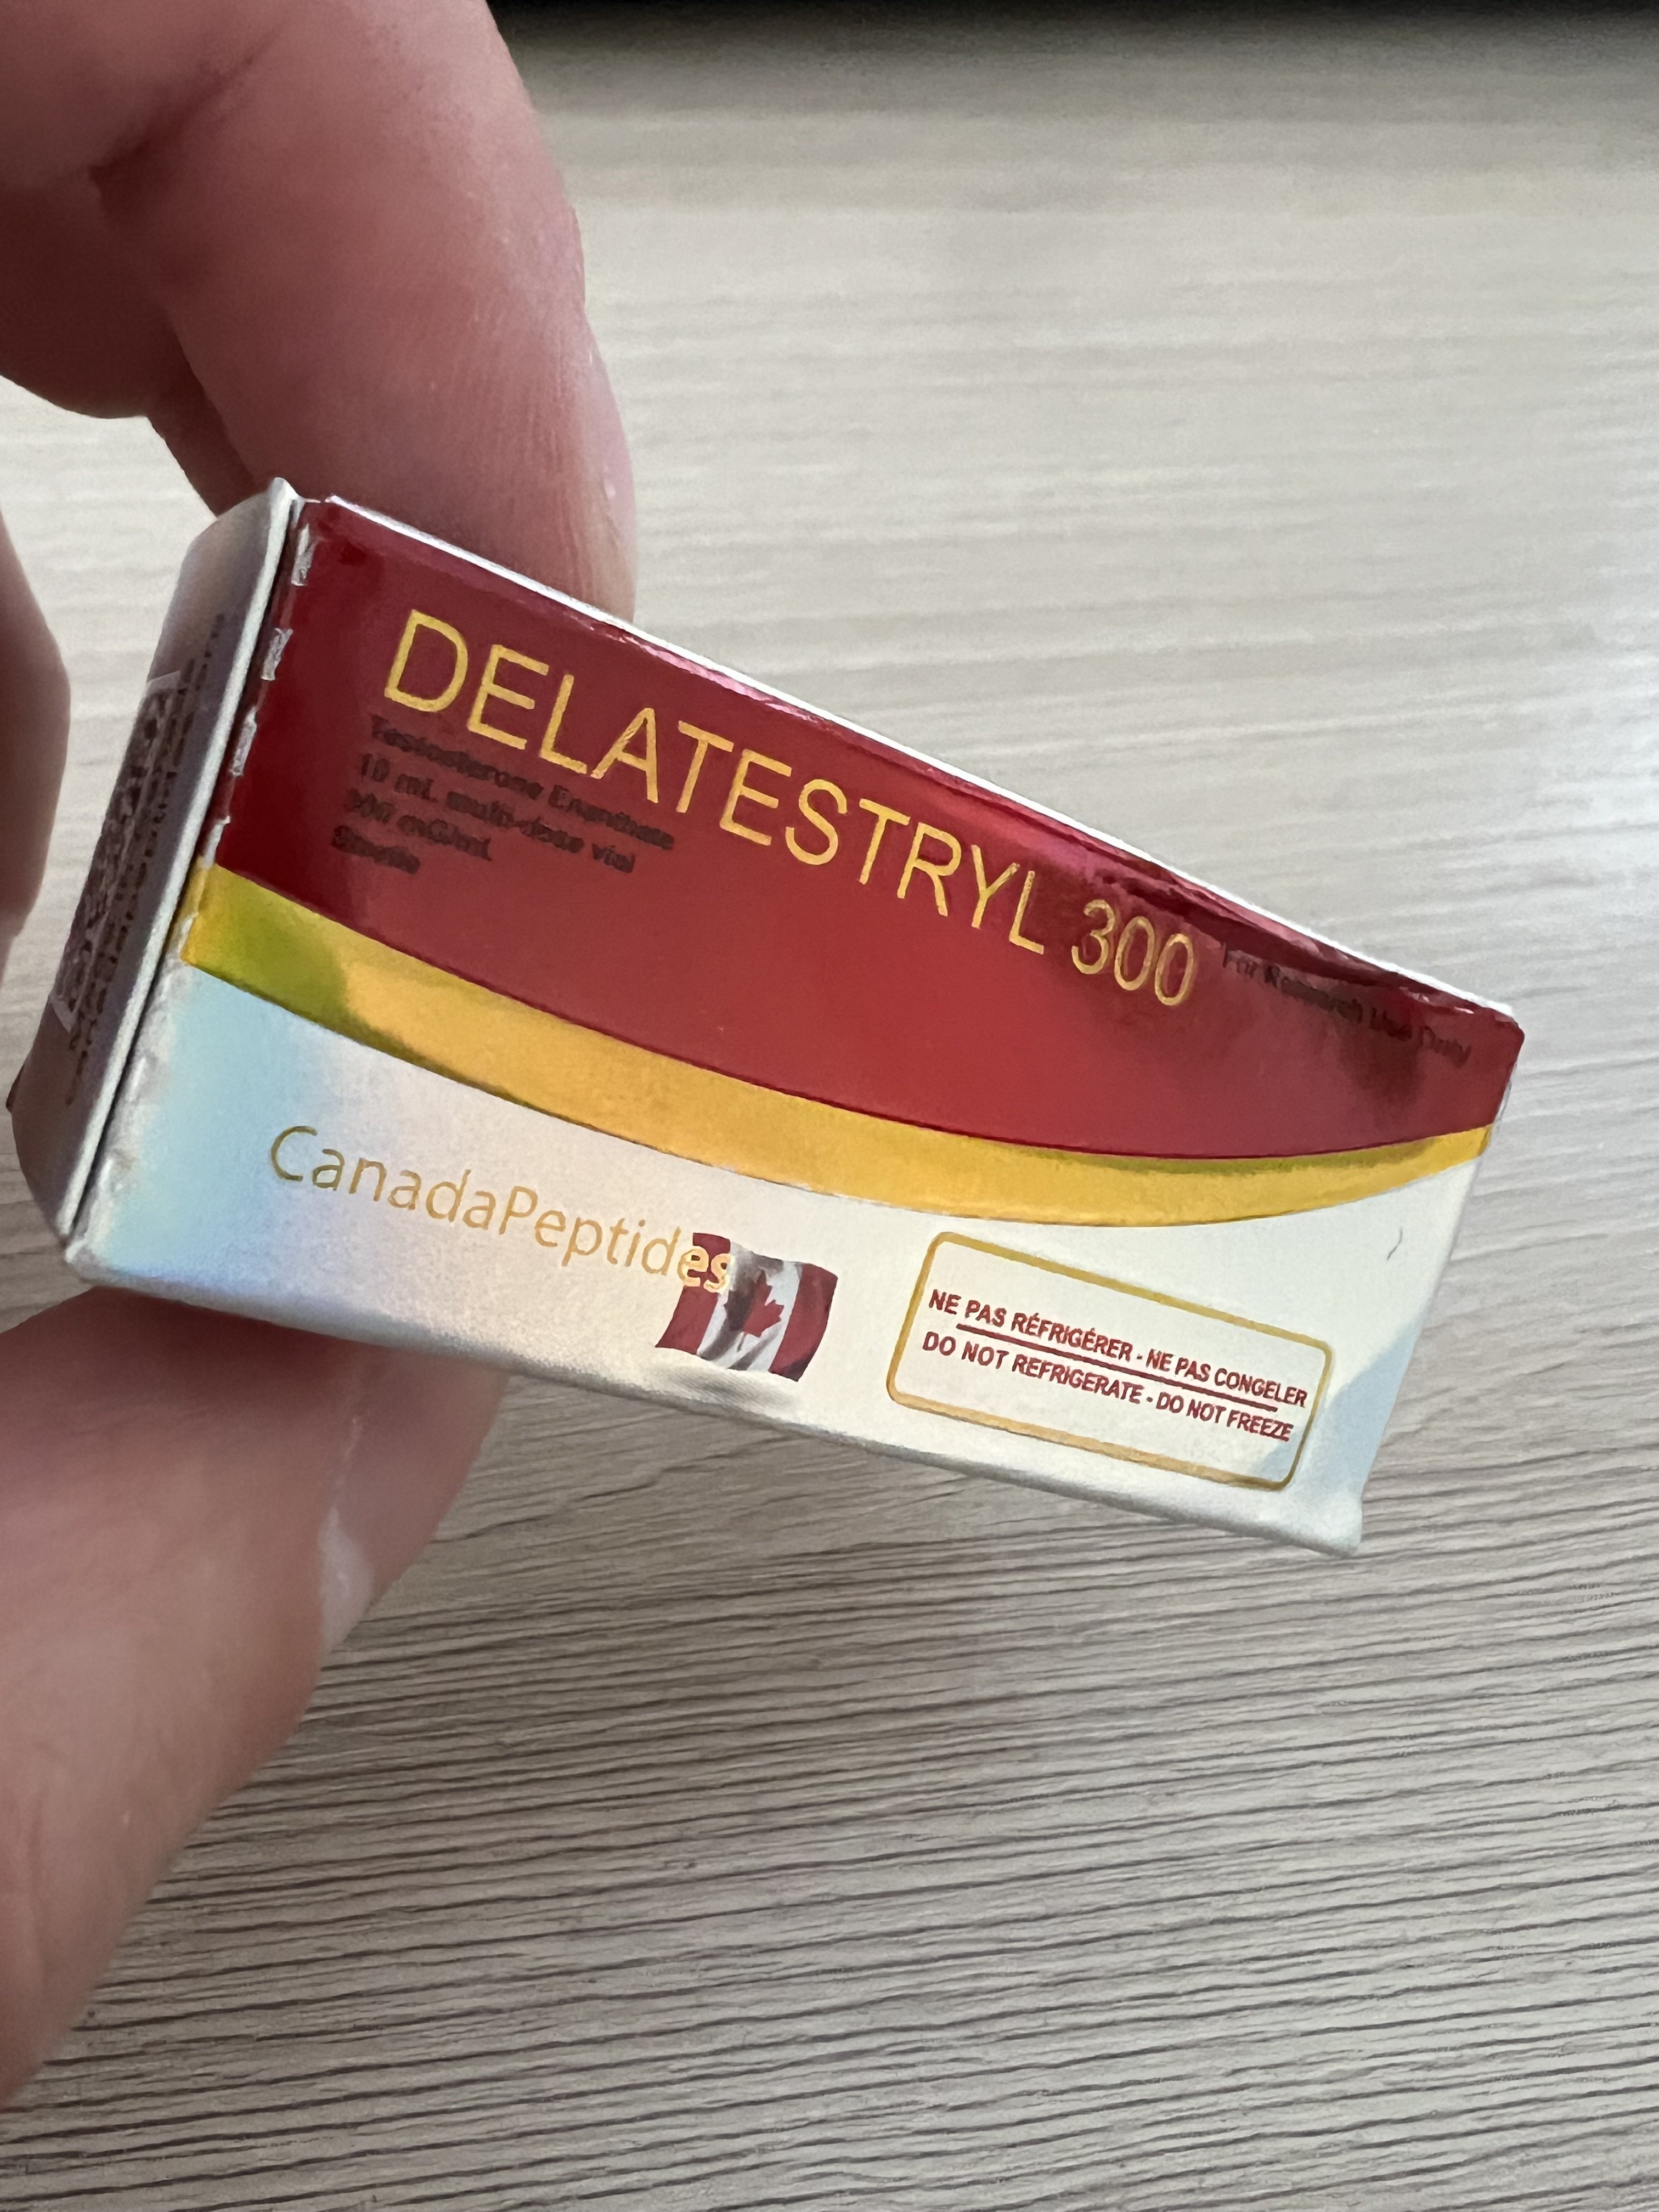 DELATESTRYL 300
Testosterone Enanthate
10 mL multi-dose vial
300 mG/mL
Sterile
For Research Use Only
CanadaPeptides
NE PAS RÉFRIGÉRER - NE PAS CONGELER
DO NOT REFRIGERATE - DO NOT FREEZE